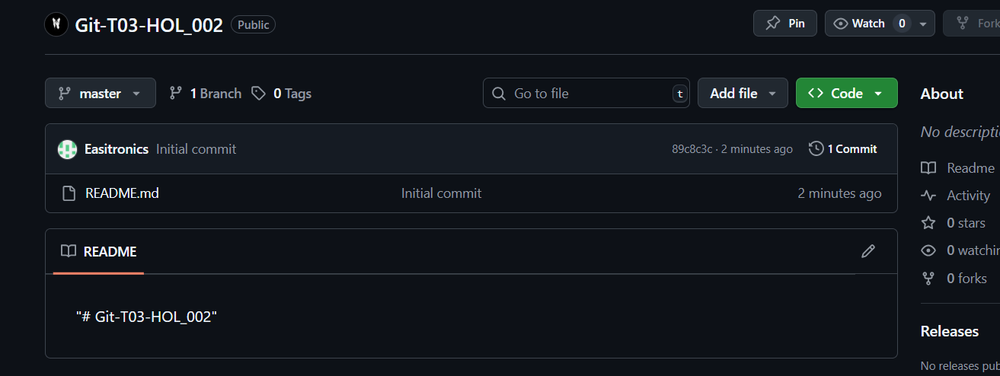 Git-T03-HOL_002 Public Pin Watch 0 Fork
master 1 Branch 0 Tags Go to file t Add file Code About
Easitronics Initial commit 89c8c3c · 2 minutes ago 1 Commit
No descripti
README.md Initial commit 2 minutes ago
Readme
Activity
0 stars
README
0 watchin
0 forks
"# Git-T03-HOL_002"
Releases
No releases pub